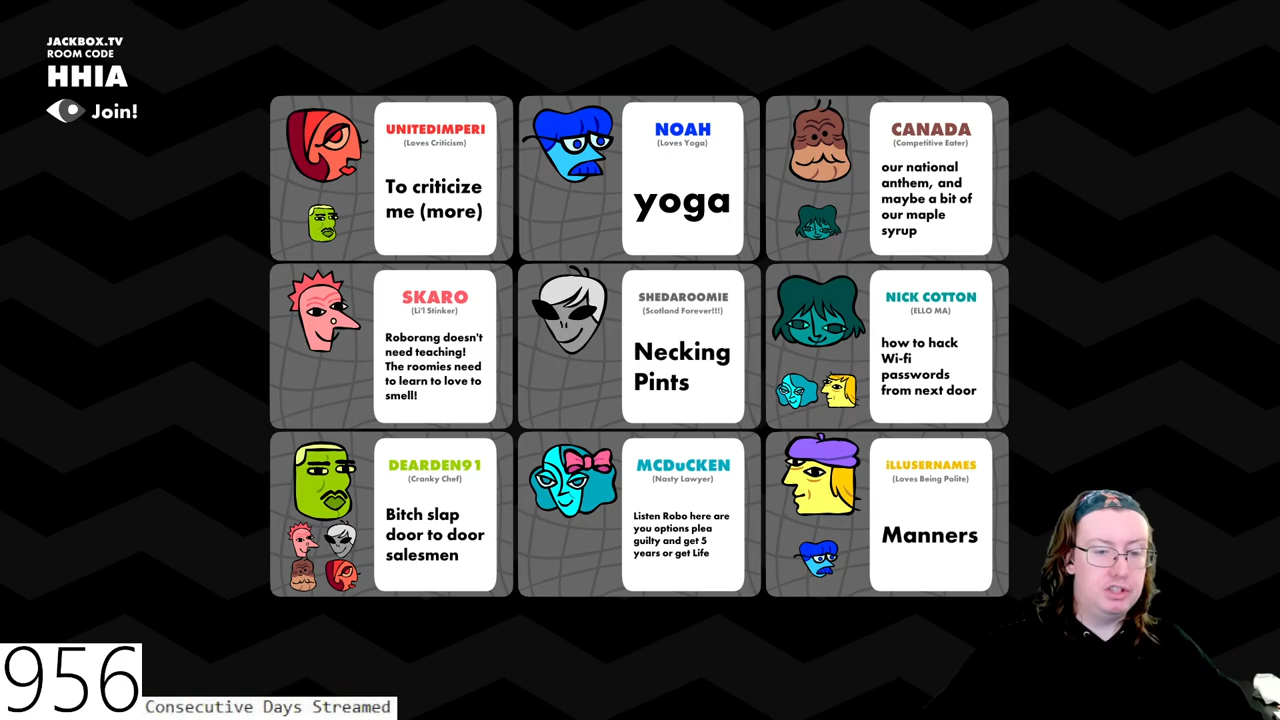 JACKBOX.TV
ROOM CODE
HHIA
Join!
UNITEDIMPERI
(Loves Criticism)
To criticize
me (more)
NOAH
(Loves Yoga)
yoga
CANADA
(Competitive Eater)
our national
anthem, and
maybe a bit of
our maple
syrup
SKARO
(Li'l Stinker)
Roborang doesn't
need teaching!
The roomies need
to learn to love to
smell!
SHEDAROOMIE
(Scotland Forever!!!)
Necking
Pints
NICK COTTON
(ELLO MA)
how to hack
Wi-fi
passwords
from next door
DEARDEN91
(Cranky Chef)
Bitch slap
door to door
salesmen
MCDuCKEN
(Nasty Lawyer)
Listen Robo here are
you options plea
guilty and get 5
years or get Life
iLLUSERNAMES
(Loves Being Polite)
Manners
956
Consecutive Days Streamed